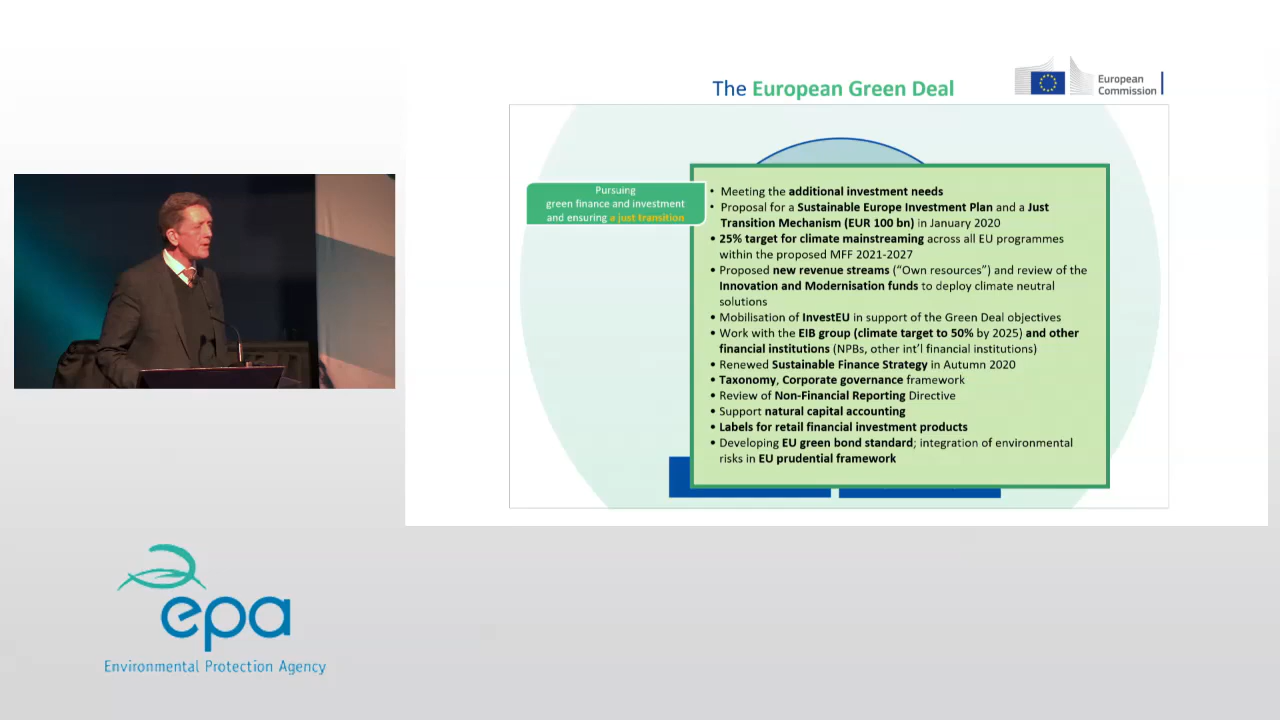 The European Green Deal
European
Commission
Pursuing
green finance and investment
and ensuring a just transition
• Meeting the additional investment needs
• Proposal for a Sustainable Europe Investment Plan and a Just
Transition Mechanism (EUR 100 bn) in January 2020
• 25% target for climate mainstreaming across all EU programmes
within the proposed MFF 2021-2027
• Proposed new revenue streams (“Own resources”) and review of the
Innovation and Modernisation funds to deploy climate neutral
solutions
• Mobilisation of InvestEU in support of the Green Deal objectives
• Work with the EIB group (climate target to 50% by 2025) and other
financial institutions (NPBs, other int’l financial institutions)
• Renewed Sustainable Finance Strategy in Autumn 2020
• Taxonomy, Corporate governance framework
• Review of Non-Financial Reporting Directive
• Support natural capital accounting
• Labels for retail financial investment products
• Developing EU green bond standard; integration of environmental
risks in EU prudential framework
epa
Environmental Protection Agency